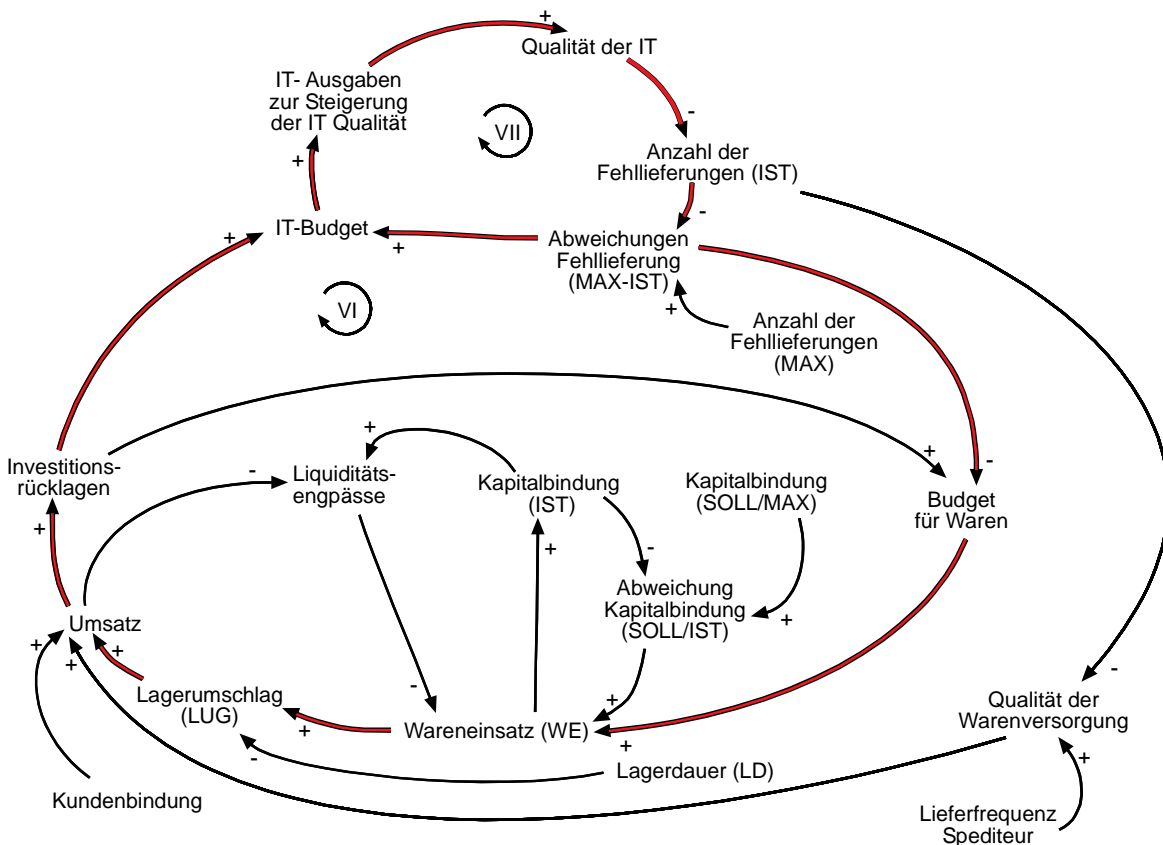 +
Qualität der IT
IT- Ausgaben
zur Steigerung
der IT Qualität
-
VII
+
Anzahl der
Fehllieferungen (IST)
-
IT-Budget
+
+
Abweichungen
Fehllieferung
(MAX-IST)
+
VI
Anzahl der
Fehllieferungen
(MAX)
+
+
-
Investitions-
rücklagen
-
Liquiditäts-
engpässe
Kapitalbindung
(IST)
Kapitalbindung
(SOLL/MAX)
Budget
für Waren
+
+
-
Abweichung
Kapitalbindung
(SOLL/IST)
+
Umsatz
+
+
+
-
Lagerumschlag
(LUG)
+
-
Qualität der
Warenversorgung
+
Wareneinsatz (WE)
+
-
+
Lagerdauer (LD)
Kundenbindung
Lieferfrequenz
Spediteur